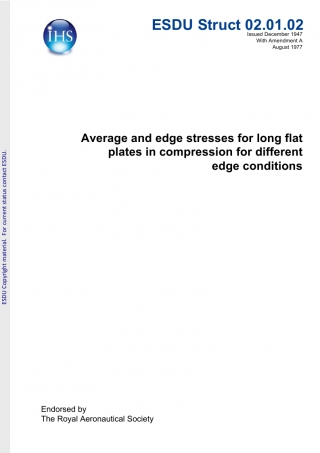 IHS
ESDU Struct 02.01.02
Issued December 1947
With Amendment A
August 1977
Average and edge stresses for long flat
plates in compression for different
edge conditions
ESDU Copyright material. For current status contact ESDU.
Endorsed by
The Royal Aeronautical Society